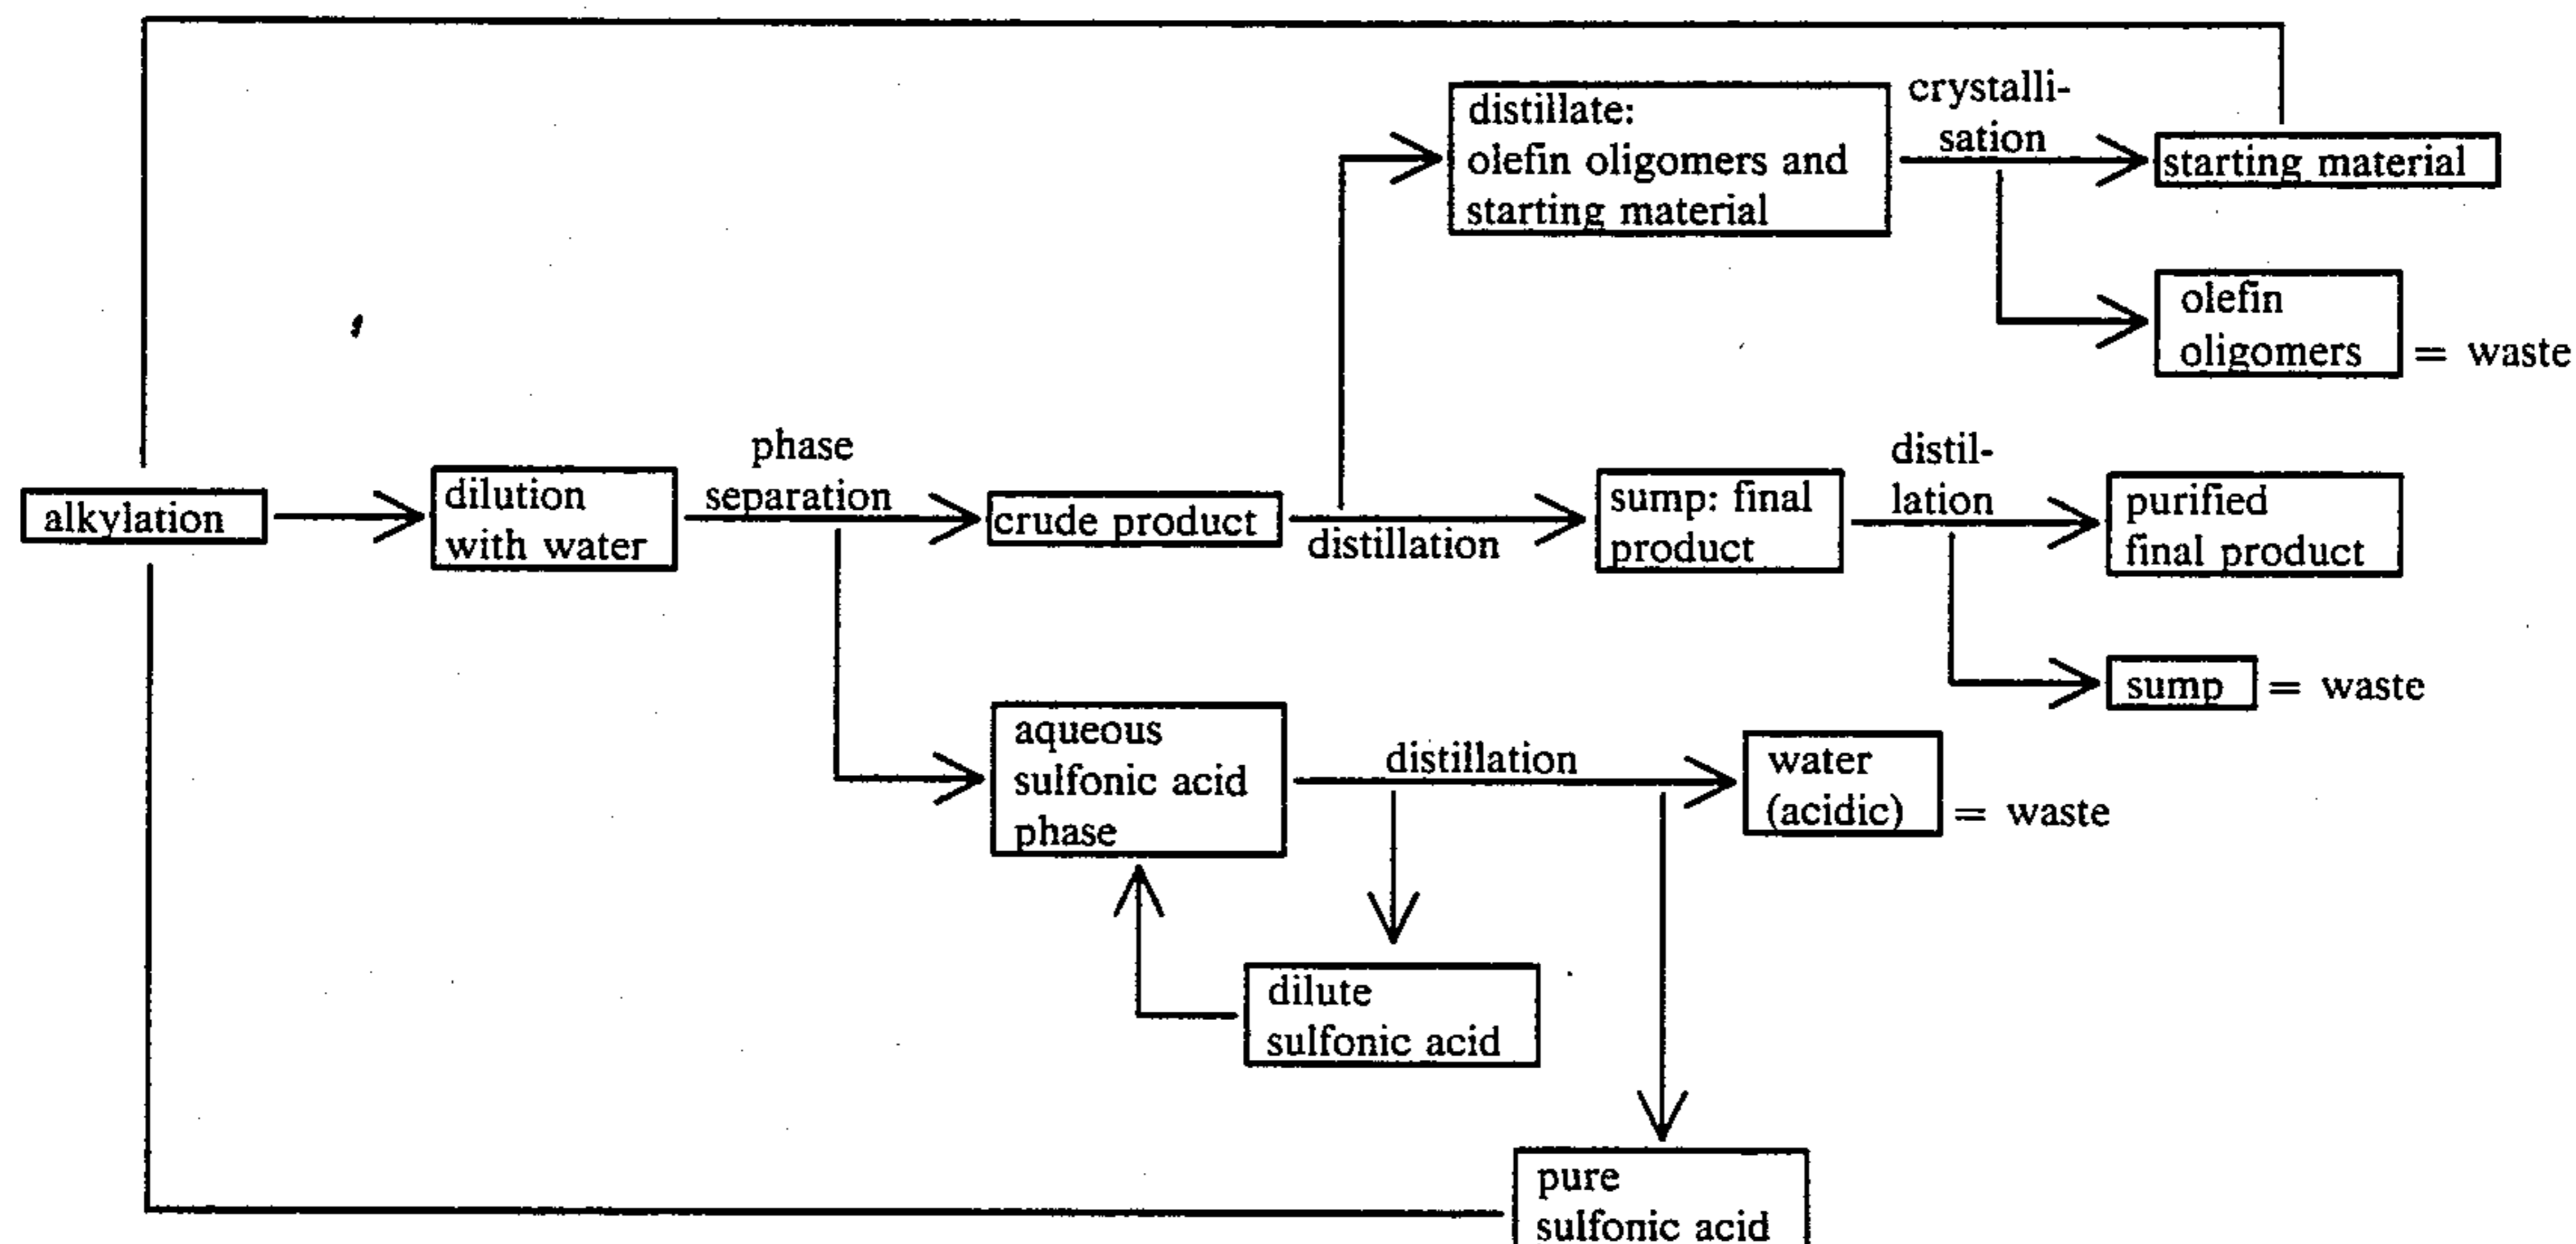 distillate:
olefin oligomers and
starting material
crystalli-
sation
starting material
olefin
oligomers
= waste
alkylation
dilution
with water
phase
separation
crude product
distillation
sump: final
product
distil-
lation
purified
final product
sump
= waste
aqueous
sulfonic acid
phase
distillation
water
(acidic)
= waste
dilute
sulfonic acid
pure
sulfonic acid